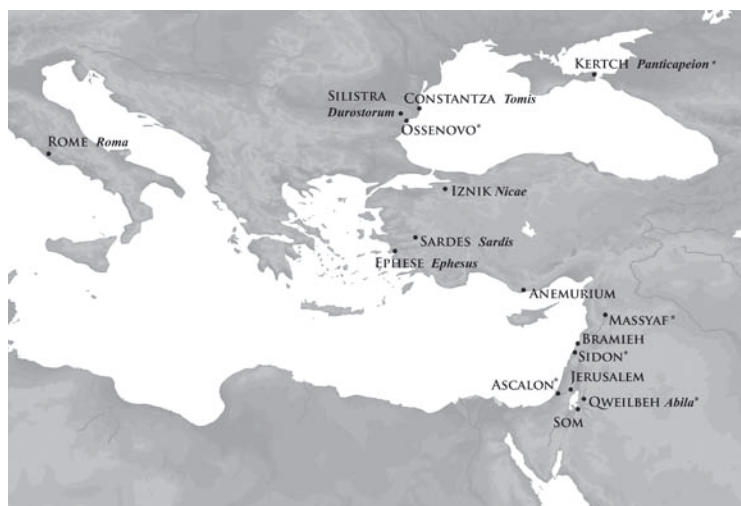 KERTCH Panticapeion*
SILISTRA
Durostorum
CONSTANTZA Tomis
OSSENOVO*
ROME Roma
IZNIK Nicae
SARDES Sardis
EPHESE Ephesus
ANEMURIUM
MASSYAF*
BRAMIEH
SIDON*
JERUSALEM
ASCALON*
QWEILBEH Abila*
SOM